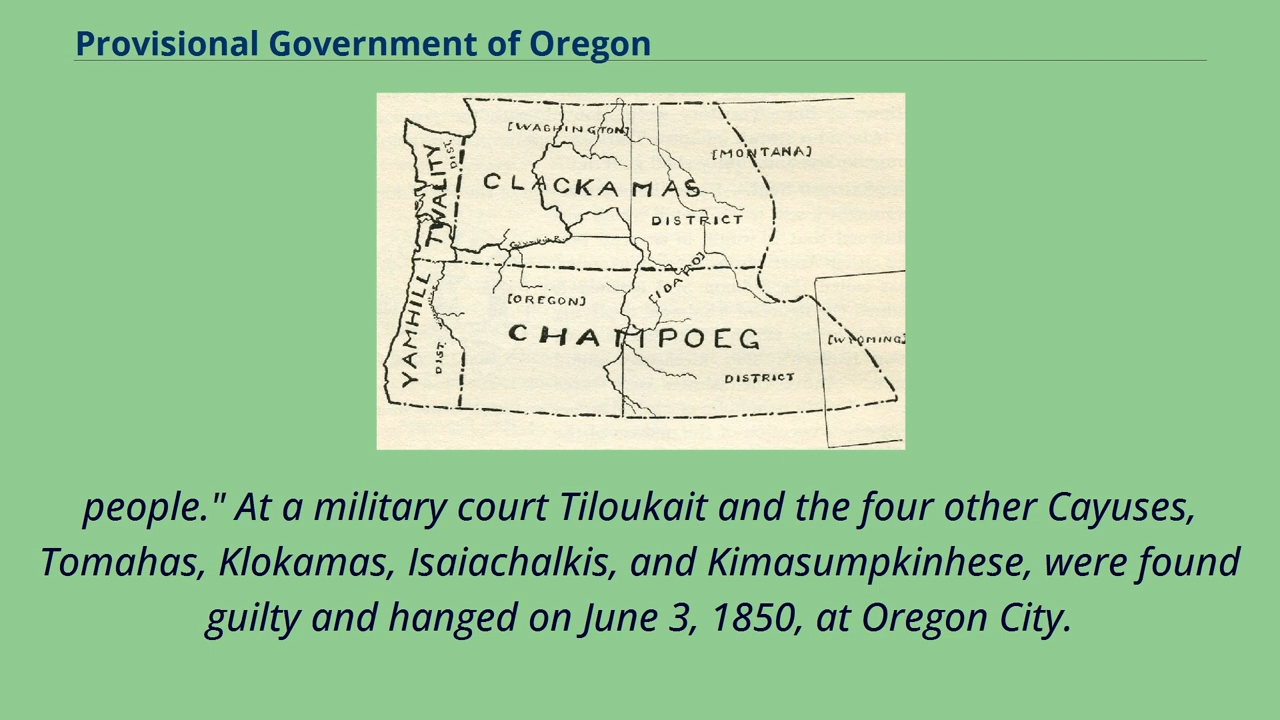 Provisional Government of Oregon
[WASHINGTON]
[MONTANA]
TWALITY
DIST.
CLACKAMAS
DISTRICT
[IDAHO]
[OREGON]
YAMHILL
DIST.
CHAMPOEG
DISTRICT
[WYOMING]
people." At a military court Tiloukait and the four other Cayuses,
Tomahas, Klokamas, Isaiachalkis, and Kimasumpkinhese, were found
guilty and hanged on June 3, 1850, at Oregon City.